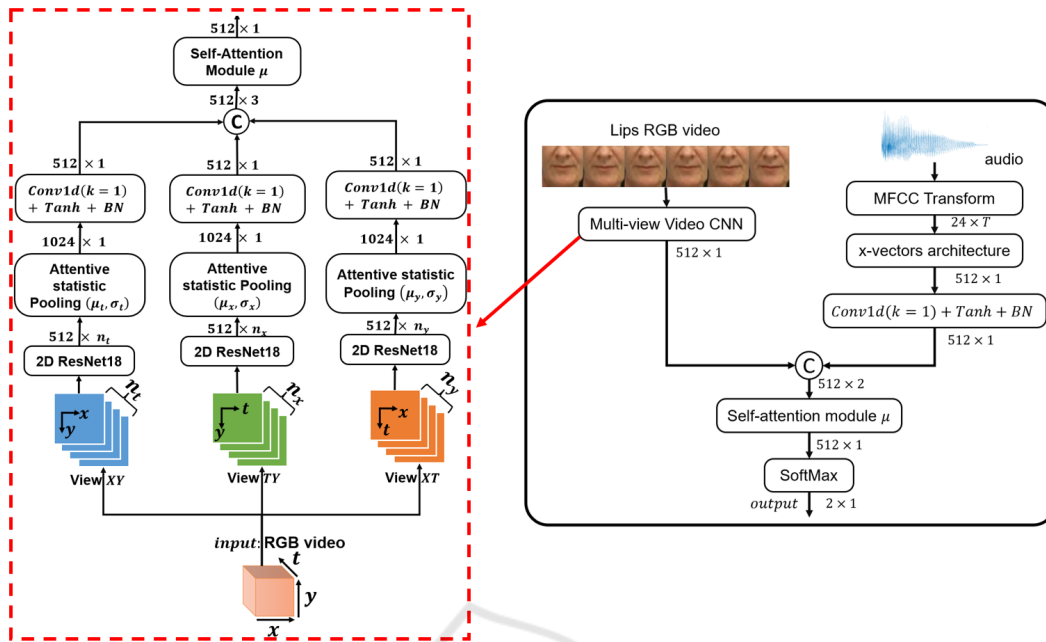 512 × 1
Self-Attention
Module μ
512 × 3
C
512 × 1
512 × 1
512 × 1
Conv1d(k = 1)
+ Tanh + BN
Conv1d(k = 1)
+ Tanh + BN
Conv1d(k = 1)
+ Tanh + BN
1024 × 1
1024 × 1
1024 × 1
Attentive
statistic
Pooling (μₜ, σₜ)
Attentive
statistic Pooling
(μₓ, σₓ)
Attentive statistic
Pooling (μ_y, σ_y)
512 × nₜ
512 × nₓ
512 × n_y
2D ResNet18
2D ResNet18
2D ResNet18
nₜ
nₓ
n_y
x
y
t
y
x
t
View XY
View TY
View XT
input: RGB video
t
y
x
Lips RGB video
audio
Multi-view Video CNN
512 × 1
MFCC Transform
24 × T
x-vectors architecture
512 × 1
Conv1d(k = 1) + Tanh + BN
512 × 1
C
512 × 2
Self-attention module μ
512 × 1
SoftMax
output
2 × 1